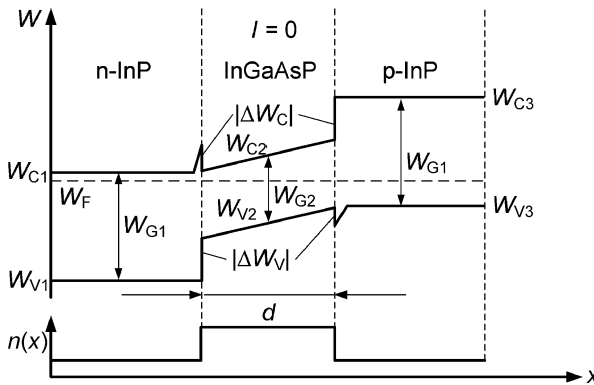 W
I = 0
n-InP
InGaAsP
p-InP
|ΔW_C|
W_C3
W_C2
W_C1
W_F
W_G1
W_G2
W_G1
W_V2
W_V3
|ΔW_V|
W_V1
d
n(x)
x